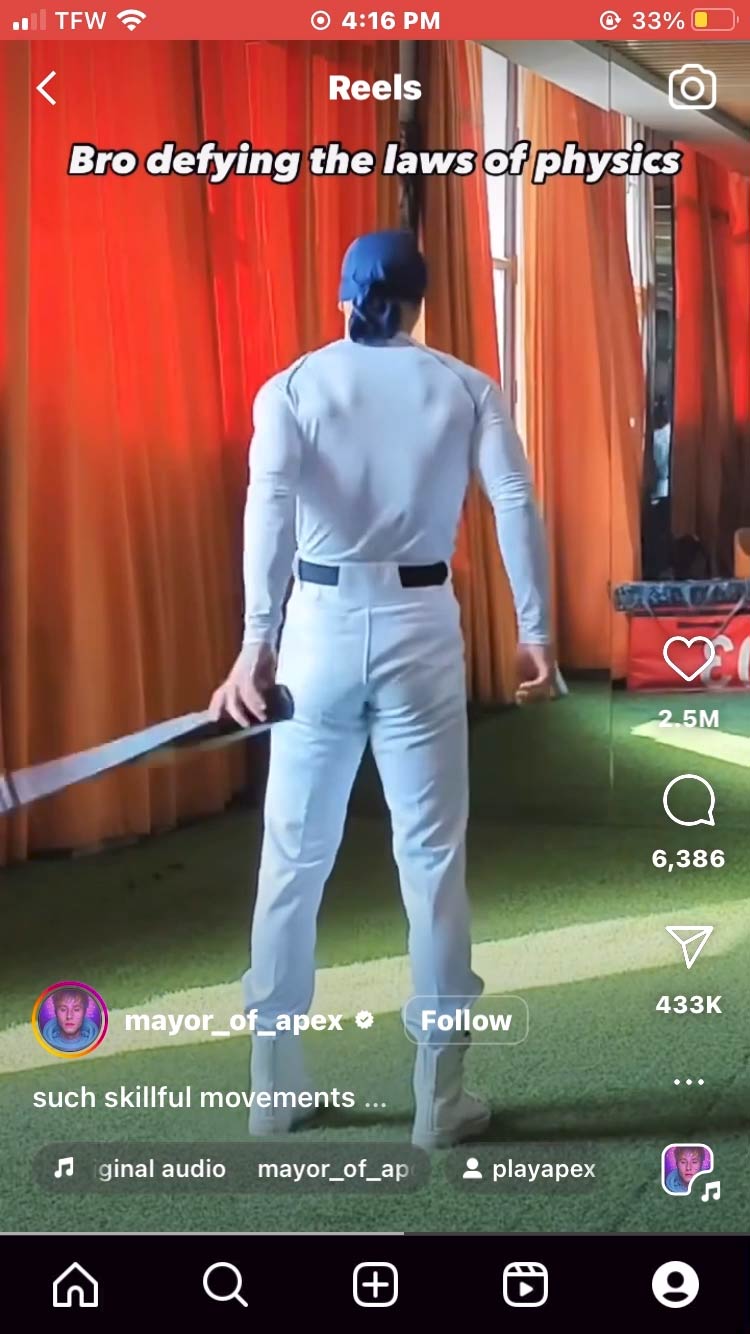 TFW 4:16 PM 33%
Reels
Bro defying the laws of physics
2.5M
6,386
433K
mayor_of_apex Follow
such skillful movements ...
ginal audio mayor_of_ap playapex